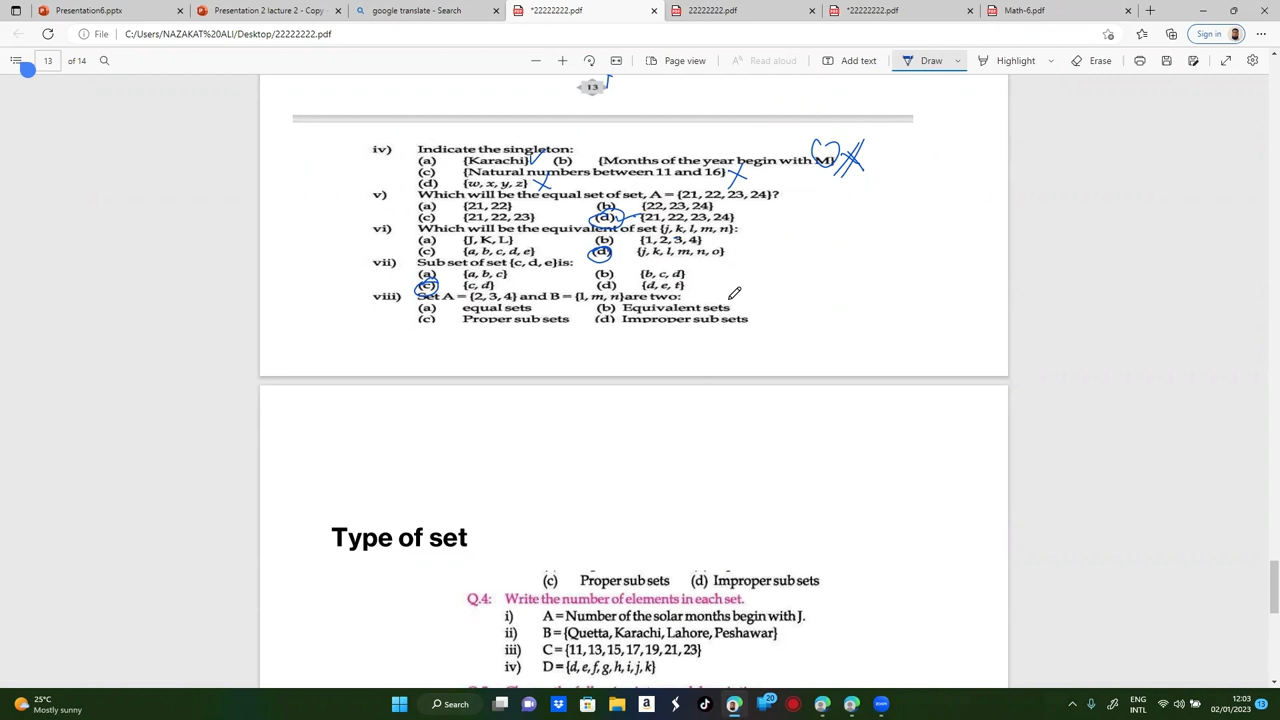 Presentation6.pptx
Presentation 2 lecture 2 - Copy
google translate - Search
*22222222.pdf
22222222.pdf
*22222222.pdf
Math-6.pdf
File C:/Users/NAZAKAT%20ALI/Desktop/22222222.pdf
Sign in
13 of 14
Page view
Read aloud
Add text
Draw
Highlight
Erase
13
iv) Indicate the singleton:
(a) {Karachi} (b) {Months of the year begin with M}
(c) {Natural numbers between 11 and 16}
(d) {w, x, y, z}
v) Which will be the equal set of set, A = {21, 22, 23, 24}?
(a) {21, 22} (b) {22, 23, 24}
(c) {21, 22, 23} (d) {21, 22, 23, 24}
vi) Which will be the equivalent of set {j, k, l, m, n}:
(a) {J, K, L} (b) {1, 2, 3, 4}
(c) {a, b, c, d, e} (d) {j, k, l, m, n, o}
vii) Sub set of set {c, d, e}is:
(a) {a, b, c} (b) {b, c, d}
(c) {c, d} (d) {d, e, f}
viii) Set A = {2, 3, 4} and B = {l, m, n}are two:
(a) equal sets (b) Equivalent sets
(c) Proper sub sets (d) Improper sub sets
Type of set
(c) Proper sub sets (d) Improper sub sets
Q.4: Write the number of elements in each set.
i) A = Number of the solar months begin with J.
ii) B = {Quetta, Karachi, Lahore, Peshawar}
iii) C = {11, 13, 15, 17, 19, 21, 23}
iv) D = {d, e, f, g, h, i, j, k}
25°C
Mostly sunny
Search
20
ENG
INTL
12:03
02/01/2023